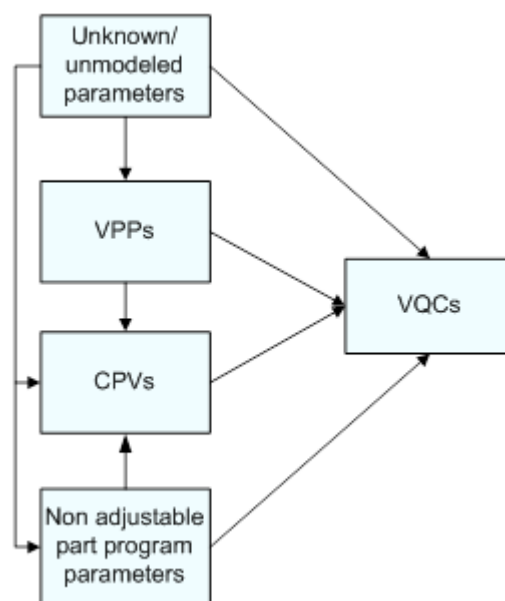 Unknown/
unmodeled
parameters
VPPs
VQCs
CPVs
Non adjustable
part program
parameters